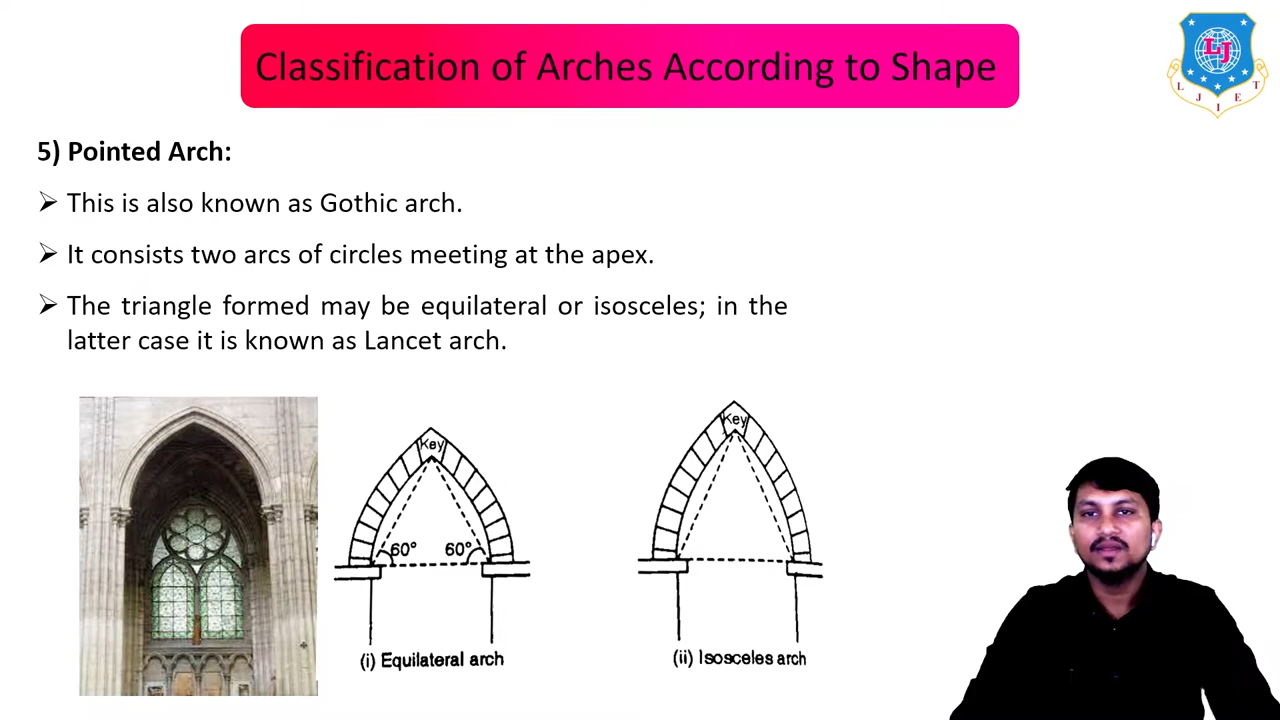 Classification of Arches According to Shape
LJ
L J I E T
5) Pointed Arch:
➢ This is also known as Gothic arch.
➢ It consists two arcs of circles meeting at the apex.
➢ The triangle formed may be equilateral or isosceles; in the
latter case it is known as Lancet arch.
Key
60° 60°
(i) Equilateral arch
Key
(ii) Isosceles arch